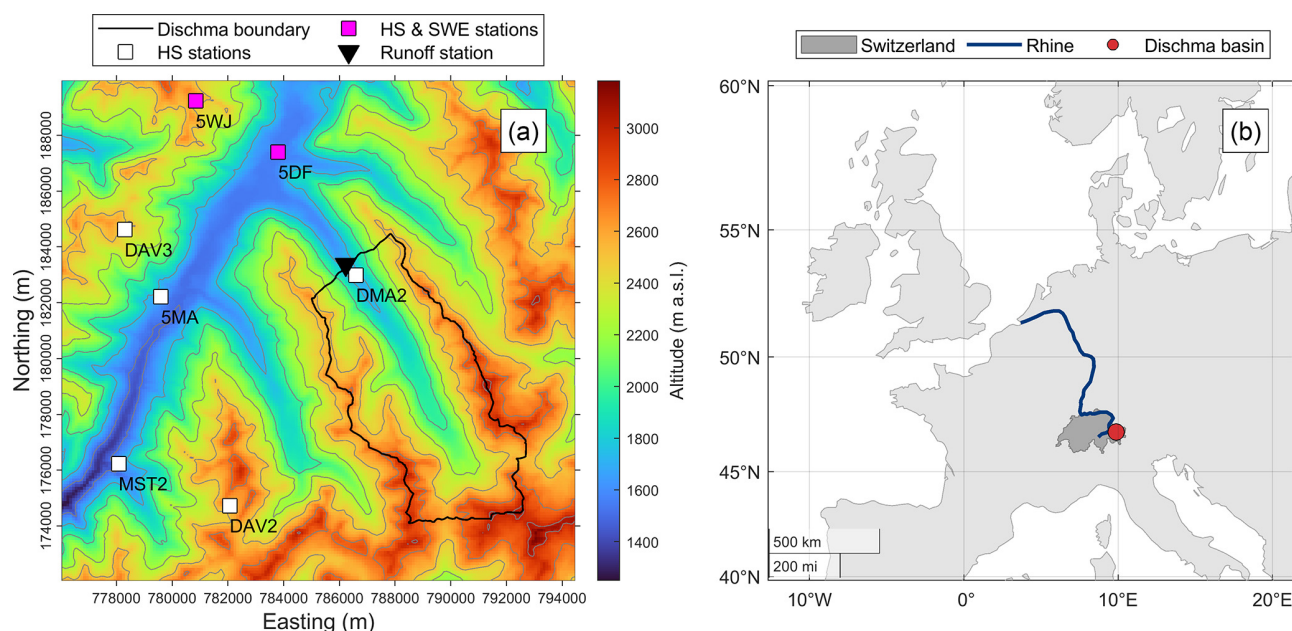 Dischma boundary
HS & SWE stations
HS stations
Runoff station
(a)
5WJ
5DF
DAV3
DMA2
5MA
MST2
DAV2
188000
186000
184000
182000
180000
178000
176000
174000
Northing (m)
778000
780000
782000
784000
786000
788000
790000
792000
794000
Easting (m)
3000
2800
2600
2400
2200
2000
1800
1600
1400
Altitude (m a.s.l.)
Switzerland
Rhine
Dischma basin
(b)
60°N
55°N
50°N
45°N
40°N
500 km
200 mi
10°W
0°
10°E
20°E